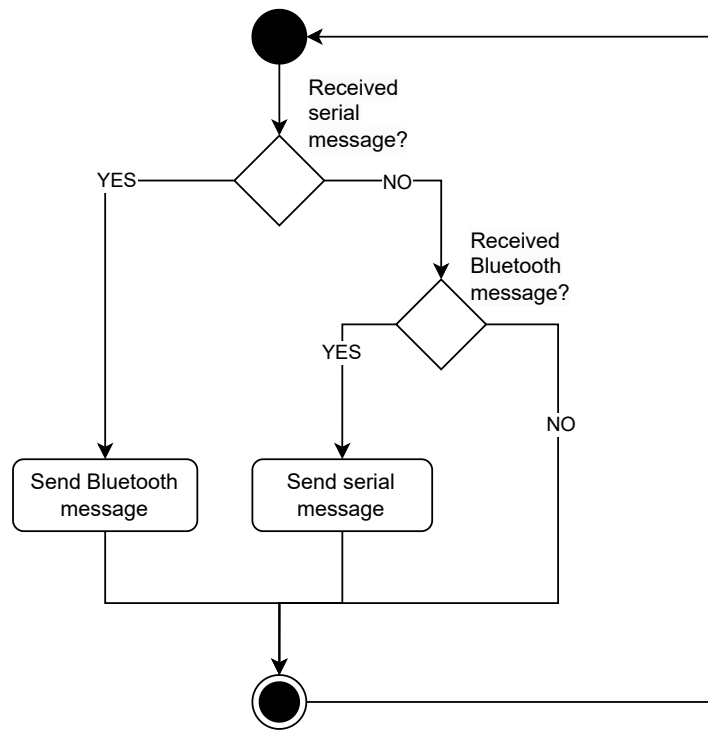 Received
serial
message?
YES
NO
Received
Bluetooth
message?
YES
NO
Send Bluetooth
message
Send serial
message